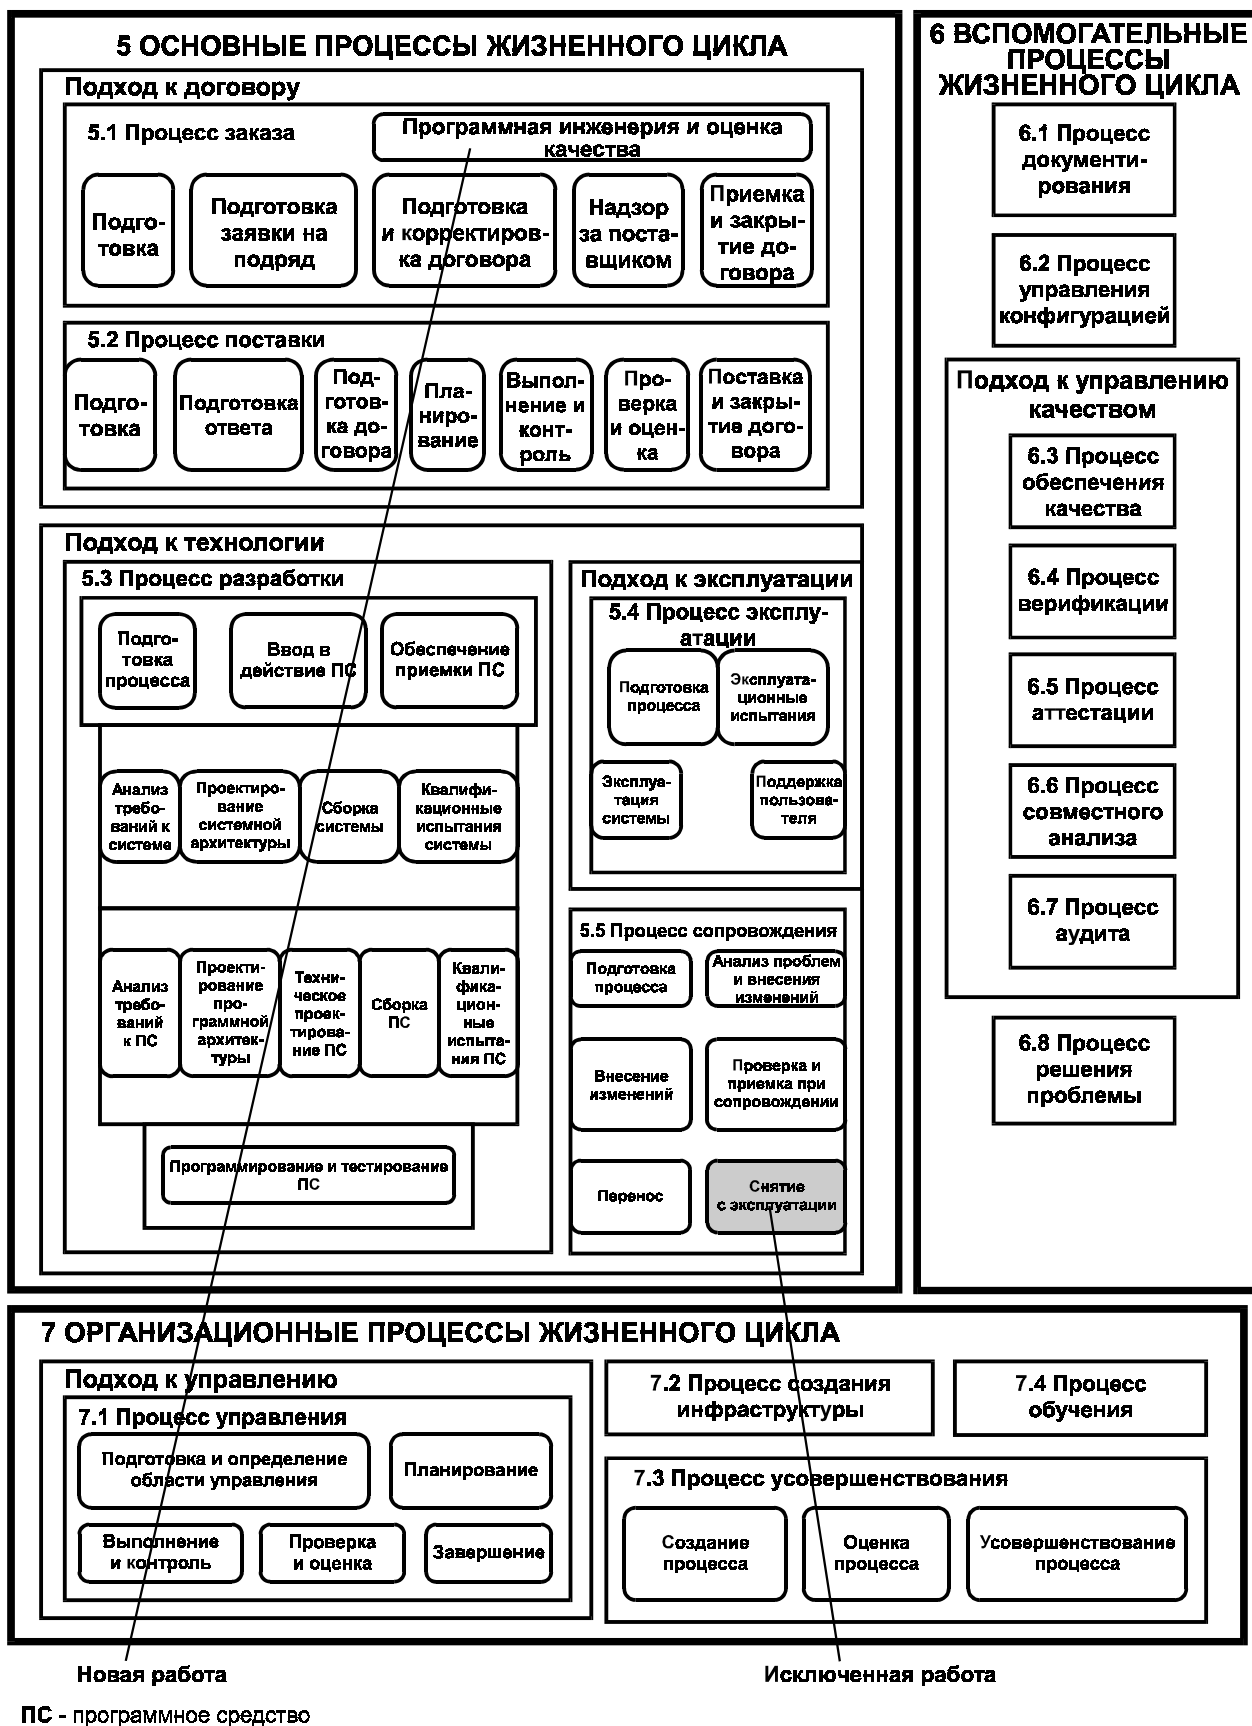 5 ОСНОВНЫЕ ПРОЦЕССЫ ЖИЗНЕННОГО ЦИКЛА
Подход к договору
5.1 Процесс заказа
Программная инженерия и оценка
качества
Подго-
товка
Подготовка
заявки на
подряд
Подготовка
и корректиров-
ка договора
Надзор
за поста-
вщиком
Приемка
и закры-
тие до-
говора
5.2 Процесс поставки
Подго-
товка
Подготовка
ответа
Под-
готов-
ка до-
говора
Пла-
ниро-
вание
Выпол-
нение и
конт-
роль
Про-
верка
и оцен-
ка
Поставка
и закры-
тие дого-
вора
Подход к технологии
5.3 Процесс разработки
Подго-
товка
процесса
Ввод в
действие ПС
Обеспечение
приемки ПС
Анализ
требо-
ваний к
системе
Проектиро-
вание
системной
архитектуры
Сборка
системы
Квалифи-
кационные
испытания
системы
Анализ
требо-
ваний
к ПС
Проекти-
рование
про-
граммной
архитек-
туры
Техни-
ческое
проек-
тирова-
ние ПС
Сборка
ПС
Квали-
фика-
цион-
ные
испыта-
ния ПС
Программирование и тестирование
ПС
Подход к эксплуатации
5.4 Процесс эксплу-
атации
Подготовка
процесса
Эксплуата-
ционные
испытания
Эксплуа-
тация
системы
Поддержка
пользова-
теля
5.5 Процесс сопровождения
Подготовка
процесса
Анализ проблем
и внесения
изменений
Внесение
изменений
Проверка и
приемка при
сопровождении
Перенос
Снятие
с эксплуатации
6 ВСПОМОГАТЕЛЬНЫЕ
ПРОЦЕССЫ
ЖИЗНЕННОГО ЦИКЛА
6.1 Процесс
документи-
рования
6.2 Процесс
управления
конфигурацией
Подход к управлению
качеством
6.3 Процесс
обеспечения
качества
6.4 Процесс
верификации
6.5 Процесс
аттестации
6.6 Процесс
совместного
анализа
6.7 Процесс
аудита
6.8 Процесс
решения
проблемы
7 ОРГАНИЗАЦИОННЫЕ ПРОЦЕССЫ ЖИЗНЕННОГО ЦИКЛА
Подход к управлению
7.1 Процесс управления
Подготовка и определение
области управления
Планирование
Выполнение
и контроль
Проверка
и оценка
Завершение
7.2 Процесс создания
инфраструктуры
7.4 Процесс
обучения
7.3 Процесс усовершенствования
Создание
процесса
Оценка
процесса
Усовершенствование
процесса
Новая работа
Исключенная работа
ПС - программное средство